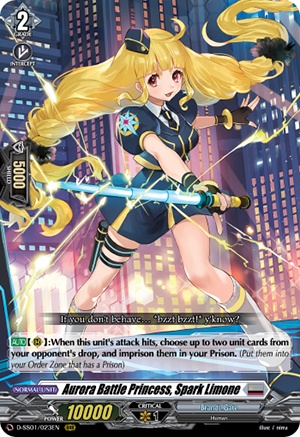 2
GRADE
INTERCEPT
SHIELD
5000
If you don't behave... "bzzt bzzt!" y'know?
AUTO【R】:When this unit's attack hits, choose up to two unit cards from
your opponent's drop, and imprison them in your Prison. (Put them into
your Order Zone that has a Prison)
NORMAL UNIT
Aurora Battle Princess, Spark Limone
POWER
10000
CRITICAL
1
Brandt Gate
Human
D-SS01/023EN
RRR